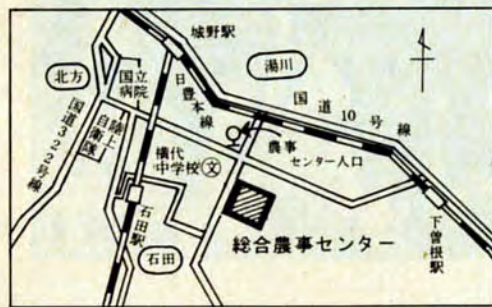 城野駅
北方
国立
病院
日豊本線
湯川
国道10号線
陸上
自衛隊
国道322号線
横代
中学校
文
農事
センター入口
石田駅
石田
総合農事センター
下曽根駅